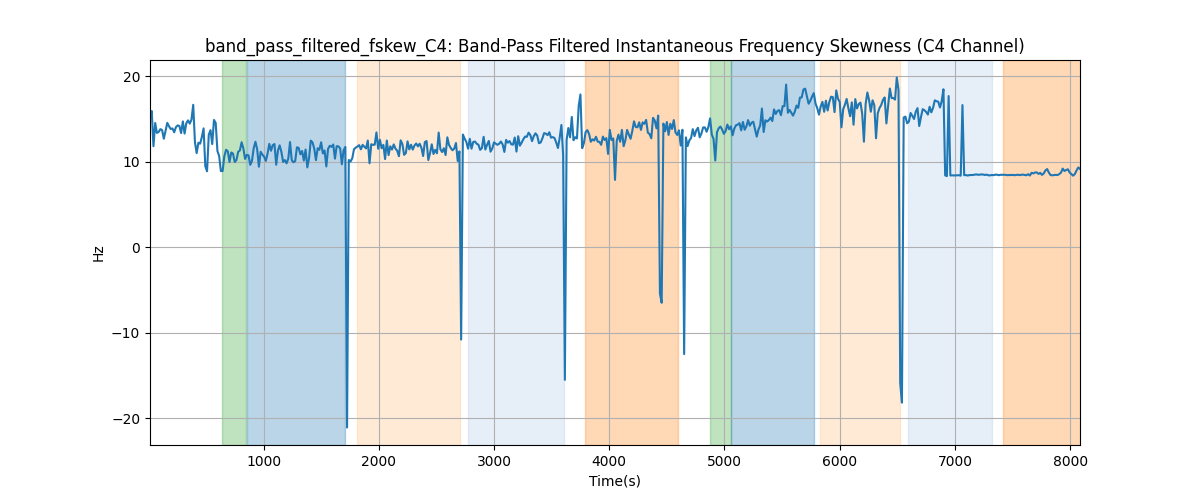 band_pass_filtered_fskew_C4: Band-Pass Filtered Instantaneous Frequency Skewness (C4 Channel)
20
10
0
−10
−20
Hz
1000 2000 3000 4000 5000 6000 7000 8000
Time(s)